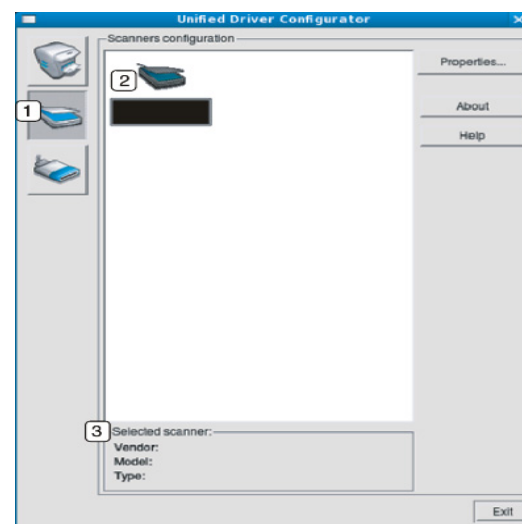 Unified Driver Configurator
Scanners configuration
Properties...
2
1
About
Help
3 Selected scanner:
Vendor:
Model:
Type:
Exit